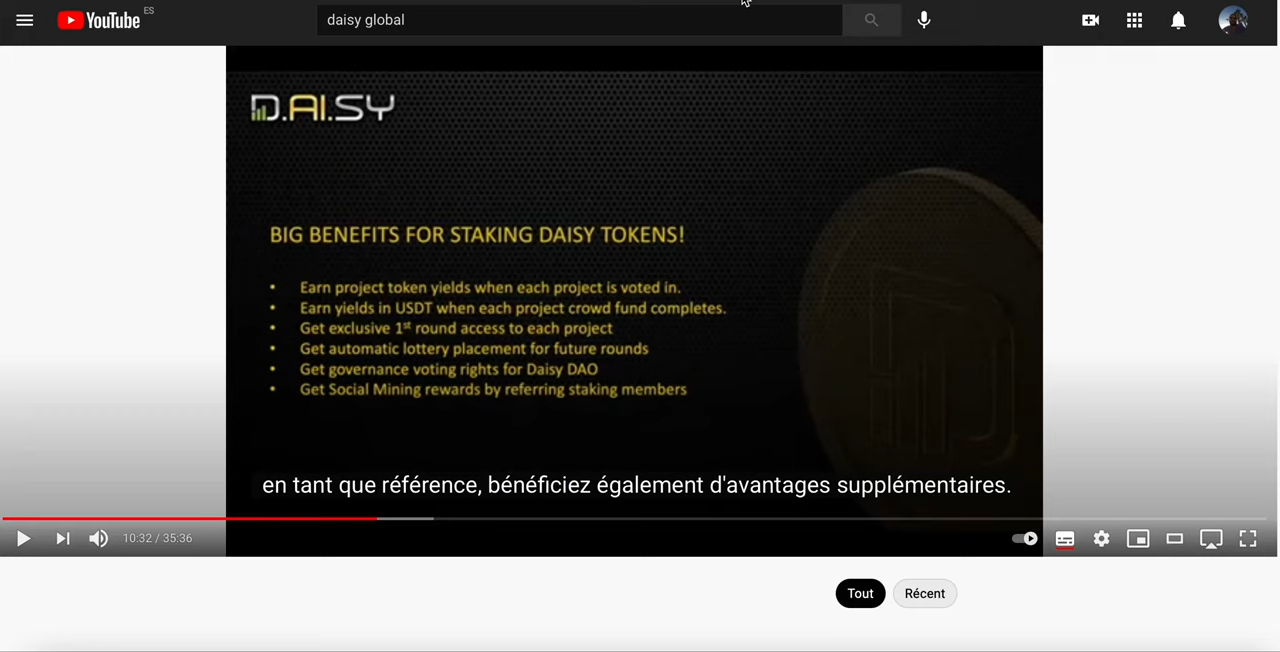 YouTube ES
daisy global
D.AI.SY
BIG BENEFITS FOR STAKING DAISY TOKENS!
• Earn project token yields when each project is voted in.
• Earn yields in USDT when each project crowd fund completes.
• Get exclusive 1st round access to each project
• Get automatic lottery placement for future rounds
• Get governance voting rights for Daisy DAO
• Get Social Mining rewards by referring staking members
en tant que référence, bénéficiez également d'avantages supplémentaires.
10:32 / 35:36
Tout Récent